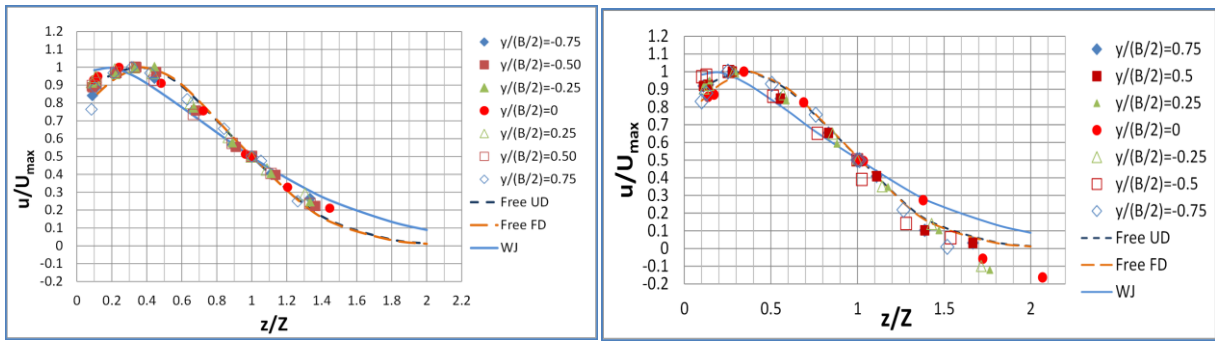 1.2
1.1
1
0.9
0.8
0.7
0.6
0.5
0.4
0.3
0.2
0.1
0
0.1
0.2
u/Umax
0 0.2 0.4 0.6 0.8 1 1.2 1.4 1.6 1.8 2 2.2
z/Z
y/(B/2)=-0.75
y/(B/2)=-0.50
y/(B/2)=-0.25
y/(B/2)=0
y/(B/2)=0.25
y/(B/2)=0.50
y/(B/2)=0.75
Free UD
Free FD
WJ
1.2
1.1
1
0.9
0.8
0.7
0.6
0.5
0.4
0.3
0.2
0.1
0
-0.1
-0.2
u/Umax
0 0.5 1 1.5 2
z/Z
y/(B/2)=0.75
y/(B/2)=0.5
y/(B/2)=0.25
y/(B/2)=0
y/(B/2)=-0.25
y/(B/2)=-0.5
y/(B/2)=-0.75
Free UD
Free FD
WJ